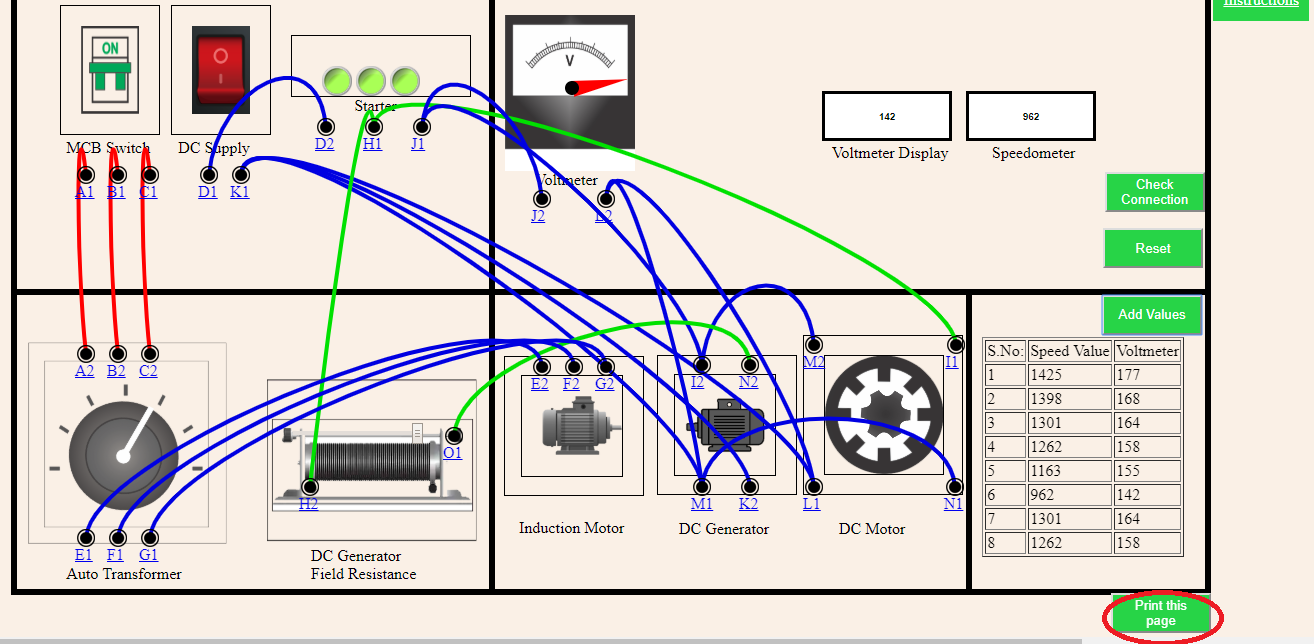 Instructions
ON
V
Starter
MCB Switch
DC Supply
D2
H1
J1
A1
B1
C1
D1
K1
Voltmeter
J2
L2
142
962
Voltmeter Display
Speedometer
Check
Connection
Reset
Add Values
A2
B2
C2
E1
F1
G1
Auto Transformer
O1
H2
DC Generator
Field Resistance
E2
F2
G2
Induction Motor
I2
N2
M1
K2
DC Generator
M2
I1
L1
N1
DC Motor
S.No: Speed Value Voltmeter
1 1425 177
2 1398 168
3 1301 164
4 1262 158
5 1163 155
6 962 142
7 1301 164
8 1262 158
Print this
page